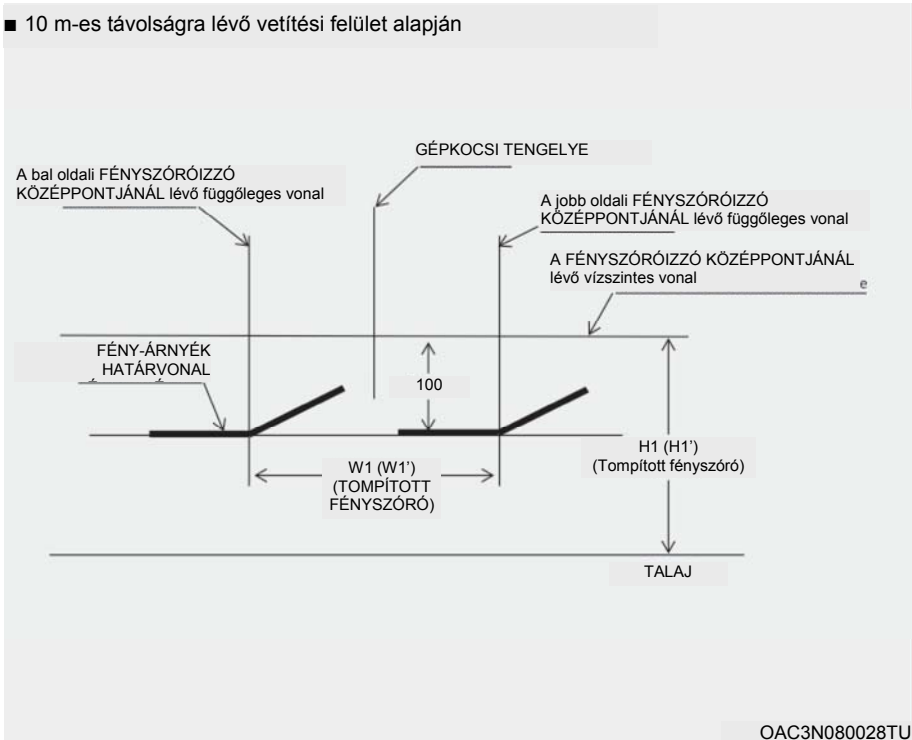 ■ 10 m-es távolságra lévő vetítési felület alapján
GÉPKOCSI TENGELYE
A bal oldali FÉNYSZÓRÓIZZÓ
KÖZÉPPONTJÁNÁL lévő függőleges vonal
A jobb oldali FÉNYSZÓRÓIZZÓ
KÖZÉPPONTJÁNÁL lévő függőleges vonal
A FÉNYSZÓRÓIZZÓ KÖZÉPPONTJÁNÁL
lévő vízszintes vonal
e
FÉNY-ÁRNYÉK
HATÁRVONAL
100
W1 (W1’)
(TOMPÍTOTT
FÉNYSZÓRÓ)
H1 (H1’)
(Tompított fényszóró)
TALAJ
OAC3N080028TU